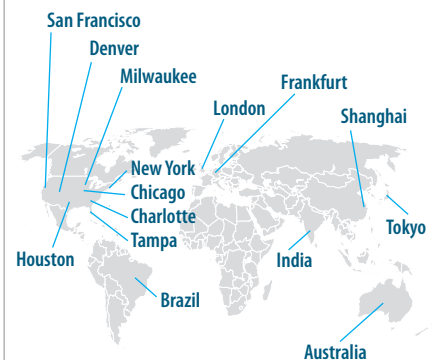 San Francisco
Denver
Milwaukee
Frankfurt
London
Shanghai
New York
Chicago
Charlotte
Tampa
Tokyo
Houston
India
Brazil
Australia